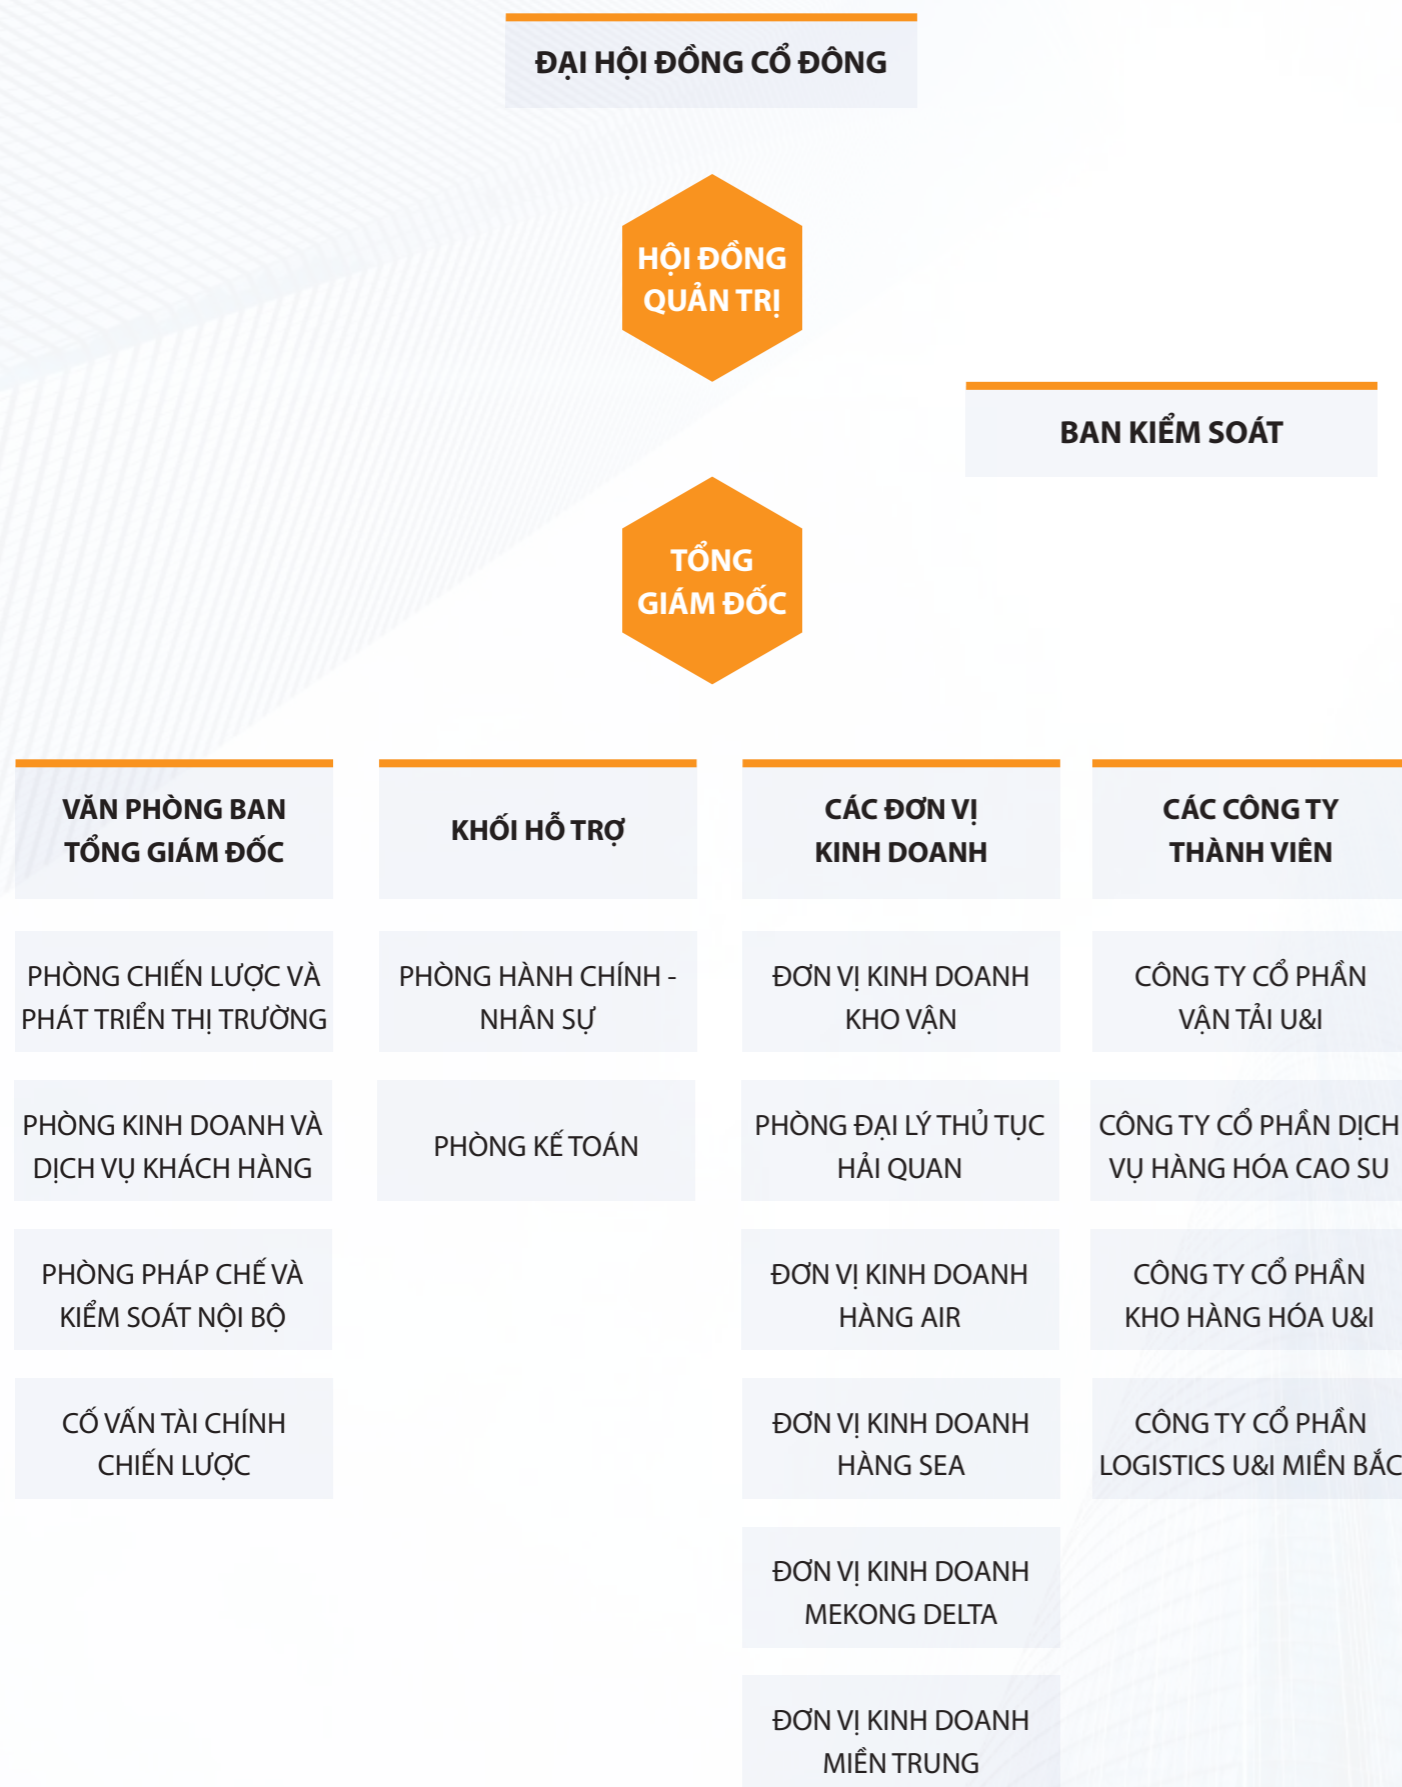 ĐẠI HỘI ĐỒNG CỔ ĐÔNG
HỘI ĐỒNG
QUẢN TRỊ
BAN KIỂM SOÁT
TỔNG
GIÁM ĐỐC
VĂN PHÒNG BAN
TỔNG GIÁM ĐỐC
PHÒNG CHIẾN LƯỢC VÀ
PHÁT TRIỂN THỊ TRƯỜNG
PHÒNG KINH DOANH VÀ
DỊCH VỤ KHÁCH HÀNG
PHÒNG PHÁP CHẾ VÀ
KIỂM SOÁT NỘI BỘ
CỐ VẤN TÀI CHÍNH
CHIẾN LƯỢC
KHỐI HỖ TRỢ
PHÒNG HÀNH CHÍNH -
NHÂN SỰ
PHÒNG KẾ TOÁN
CÁC ĐƠN VỊ
KINH DOANH
ĐƠN VỊ KINH DOANH
KHO VẬN
PHÒNG ĐẠI LÝ THỦ TỤC
HẢI QUAN
ĐƠN VỊ KINH DOANH
HÀNG AIR
ĐƠN VỊ KINH DOANH
HÀNG SEA
ĐƠN VỊ KINH DOANH
MEKONG DELTA
ĐƠN VỊ KINH DOANH
MIỀN TRUNG
CÁC CÔNG TY
THÀNH VIÊN
CÔNG TY CỔ PHẦN
VẬN TẢI U&I
CÔNG TY CỔ PHẦN DỊCH
VỤ HÀNG HÓA CAO SU
CÔNG TY CỔ PHẦN
KHO HÀNG HÓA U&I
CÔNG TY CỔ PHẦN
LOGISTICS U&I MIỀN BẮC